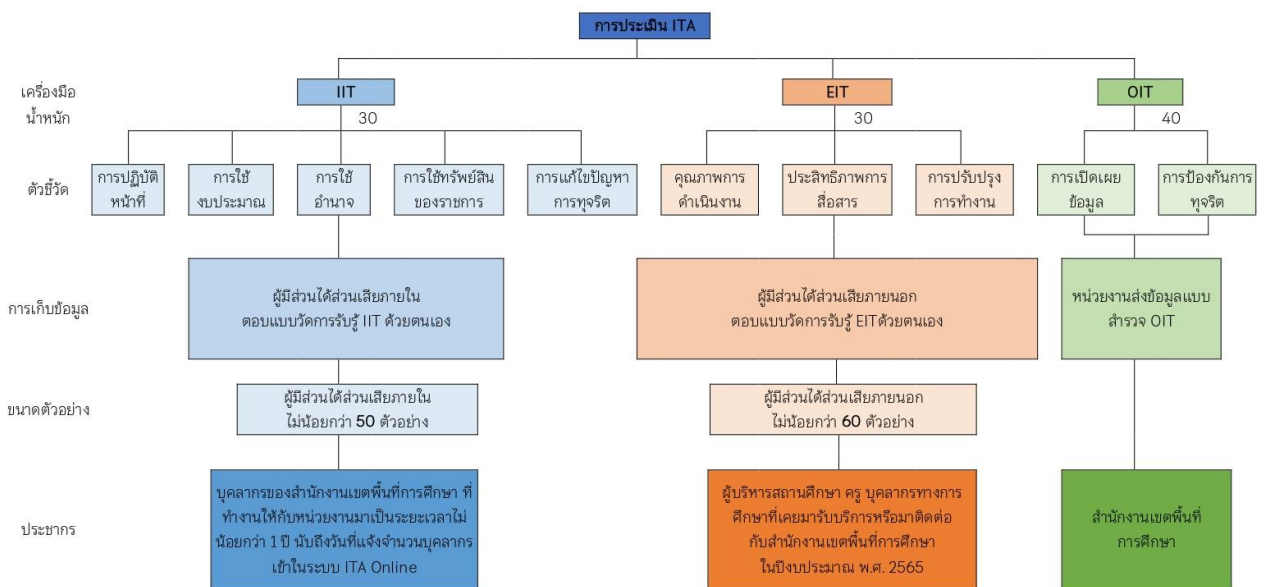 การประเมิน ITA
เครื่องมือ
น้ำหนัก
IIT
30
EIT
30
OIT
40
ตัวชี้วัด
การปฏิบัติ
หน้าที่
การใช้
งบประมาณ
การใช้
อำนาจ
การใช้ทรัพย์สิน
ของราชการ
การแก้ไขปัญหา
การทุจริต
คุณภาพการ
ดำเนินงาน
ประสิทธิภาพการ
สื่อสาร
การปรับปรุง
การทำงาน
การเปิดเผย
ข้อมูล
การป้องกันการ
ทุจริต
การเก็บข้อมูล
ผู้มีส่วนได้ส่วนเสียภายใน
ตอบแบบวัดการรับรู้ IIT ด้วยตนเอง
ผู้มีส่วนได้ส่วนเสียภายนอก
ตอบแบบวัดการรับรู้ EITด้วยตนเอง
หน่วยงานส่งข้อมูลแบบ
สำรวจ OIT
ขนาดตัวอย่าง
ผู้มีส่วนได้ส่วนเสียภายใน
ไม่น้อยกว่า 50 ตัวอย่าง
ผู้มีส่วนได้ส่วนเสียภายนอก
ไม่น้อยกว่า 60 ตัวอย่าง
ประชากร
บุคลากรของสำนักงานเขตพื้นที่การศึกษา ที่
ทำงานให้กับหน่วยงานมาเป็นระยะเวลาไม่
น้อยกว่า 1 ปี นับถึงวันที่แจ้งจำนวนบุคลากร
เข้าในระบบ ITA Online
ผู้บริหารสถานศึกษา ครู บุคลากรทางการ
ศึกษาที่เคยมารับบริการหรือมาติดต่อ
กับสำนักงานเขตพื้นที่การศึกษา
ในปีงบประมาณ พ.ศ. 2565
สำนักงานเขตพื้นที่
การศึกษา